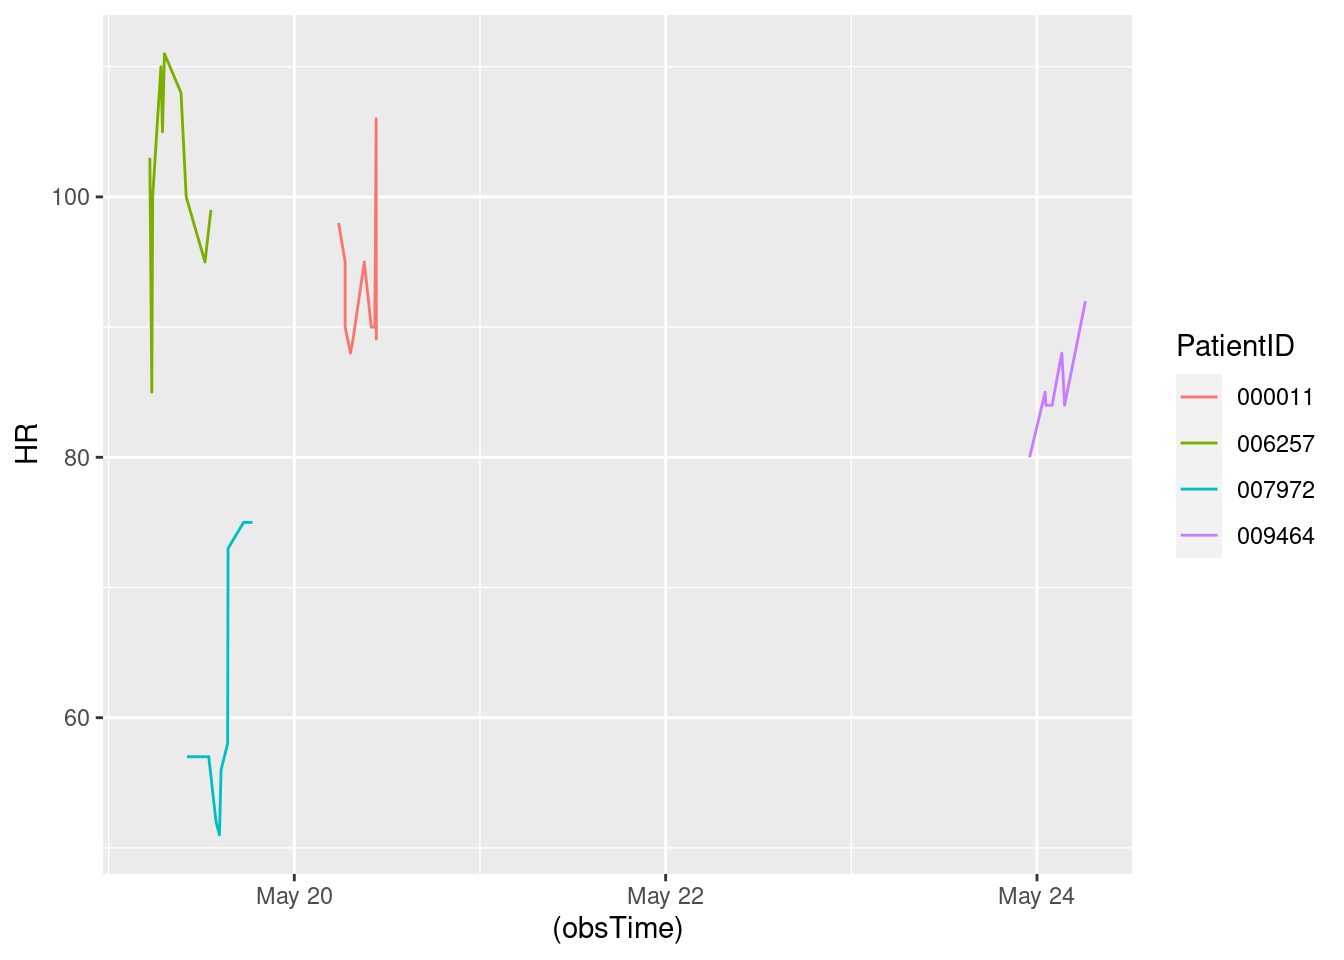 HR
100
80
60
May 20
May 22
May 24
(obsTime)
PatientID
000011
006257
007972
009464